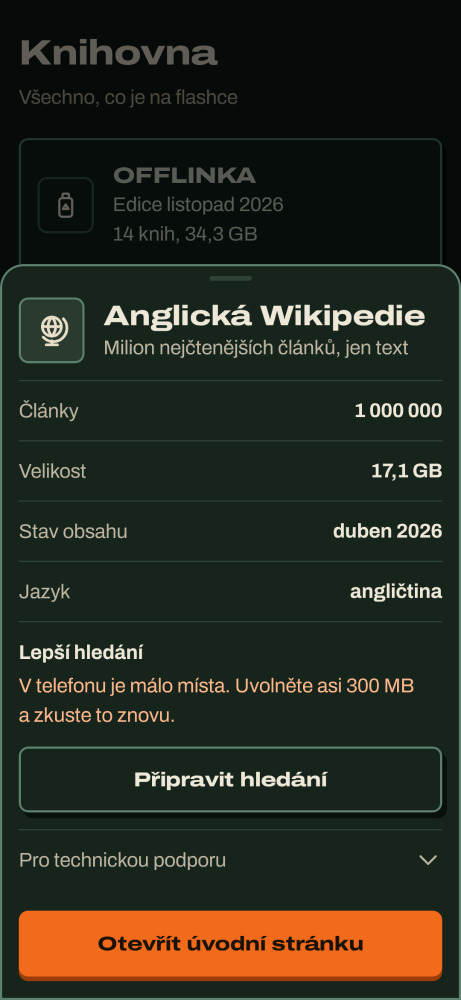 Knihovna
Všechno, co je na flashce
OFFLINKA
Edice listopad 2026
14 knih, 34,3 GB
Anglická Wikipedie
Milion nejčtenějších článků, jen text
Články
1 000 000
Velikost
17,1 GB
Stav obsahu
duben 2026
Jazyk
angličtina
Lepší hledání
V telefonu je málo místa. Uvolněte asi 300 MB
a zkuste to znovu.
Připravit hledání
Pro technickou podporu
Otevřít úvodní stránku